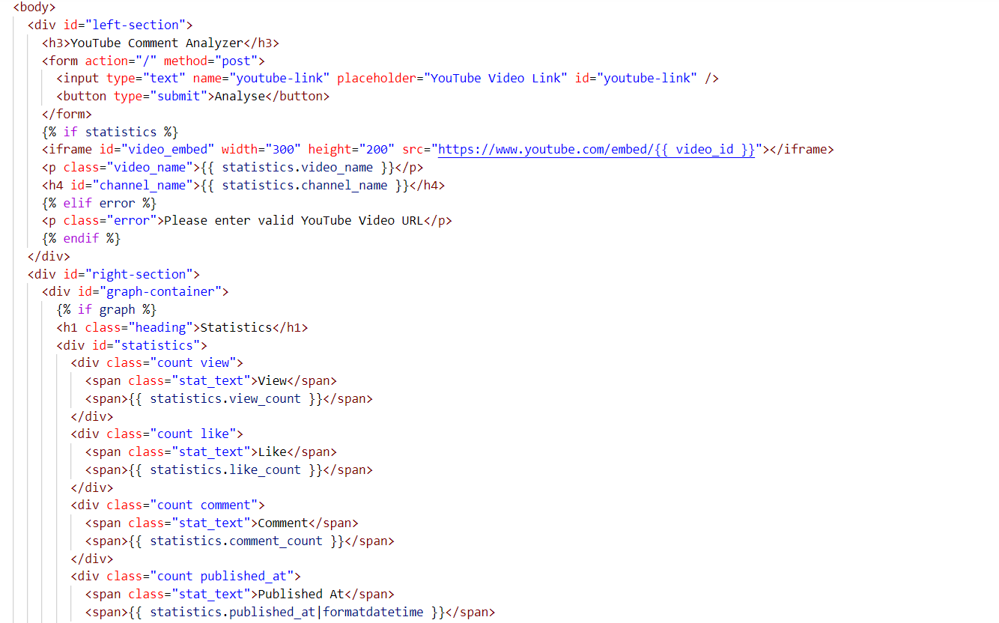 <body>
<div id="left-section">
<h3>YouTube Comment Analyzer</h3>
<form action="/" method="post">
<input type="text" name="youtube-link" placeholder="YouTube Video Link" id="youtube-link" />
<button type="submit">Analyse</button>
</form>
{% if statistics %}
<iframe id="video_embed" width="300" height="200" src="https://www.youtube.com/embed/{{ video_id }}"></iframe>
<p class="video_name">{{ statistics.video_name }}</p>
<h4 id="channel_name">{{ statistics.channel_name }}</h4>
{% elif error %}
<p class="error">Please enter valid YouTube Video URL</p>
{% endif %}
</div>
<div id="right-section">
<div id="graph-container">
{% if graph %}
<h1 class="heading">Statistics</h1>
<div id="statistics">
<div class="count view">
<span class="stat_text">View</span>
<span>{{ statistics.view_count }}</span>
</div>
<div class="count like">
<span class="stat_text">Like</span>
<span>{{ statistics.like_count }}</span>
</div>
<div class="count comment">
<span class="stat_text">Comment</span>
<span>{{ statistics.comment_count }}</span>
</div>
<div class="count published_at">
<span class="stat_text">Published At</span>
<span>{{ statistics.published_at|formatdatetime }}</span>